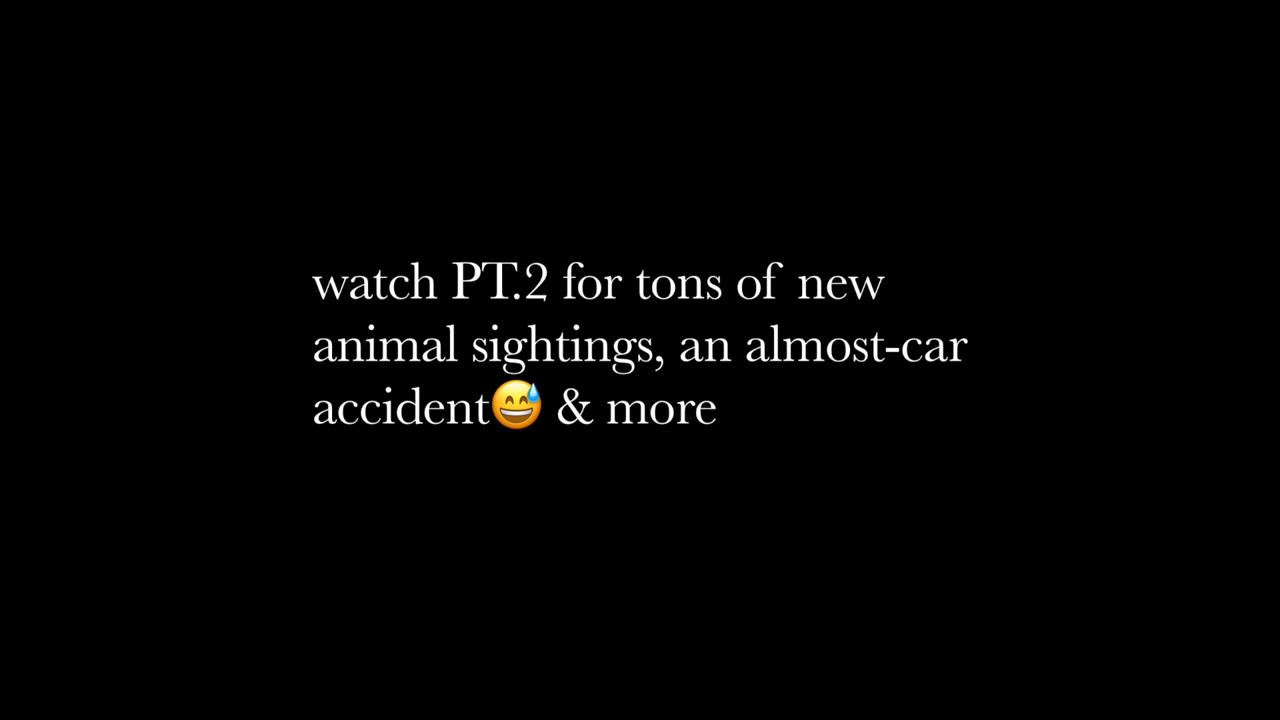 watch PT.2 for tons of new
animal sightings, an almost-car
accident😅 & more